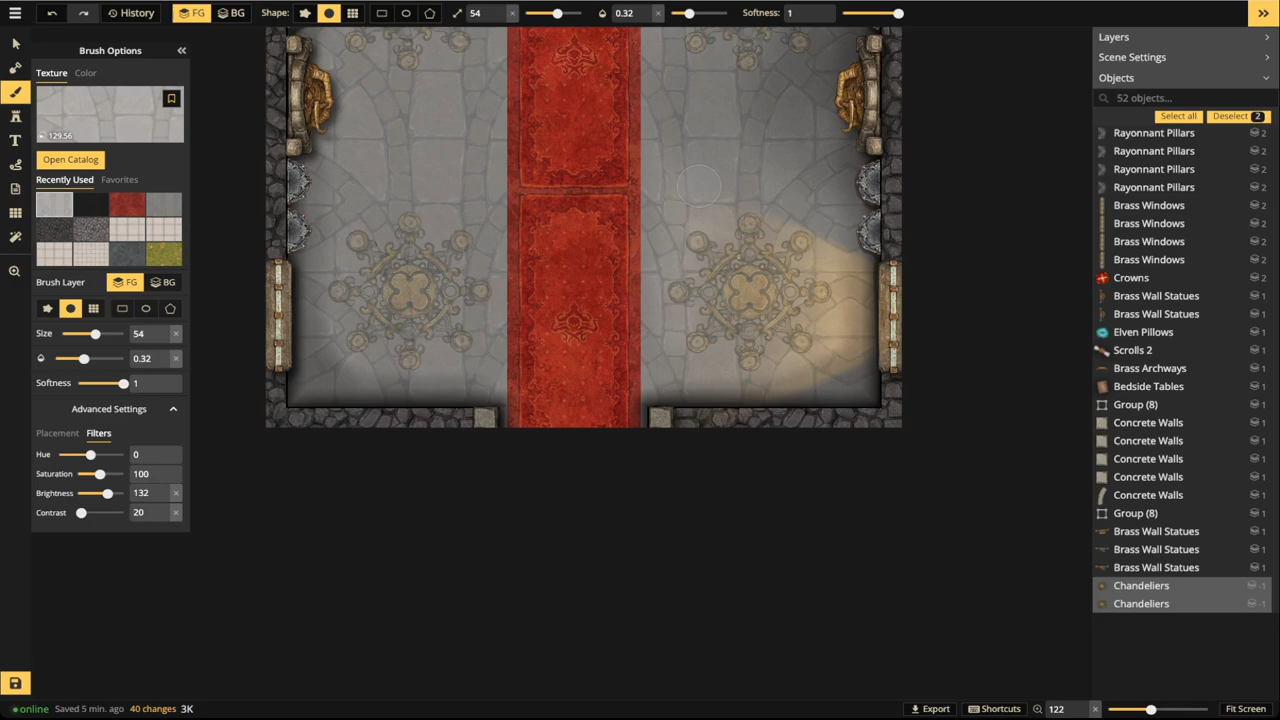 History
FG
BG
Shape:
54
×
0.32
×
Softness:
1
Brush Options
Texture
Color
129.56
Open Catalog
Recently Used
Favorites
Brush Layer
FG
BG
Size
54
×
0.32
×
Softness
1
Advanced Settings
Placement
Filters
Hue
0
Saturation
100
Brightness
132
×
Contrast
20
×
Layers
Scene Settings
Objects
52 objects...
Select all
Deselect 2
Rayonnant Pillars 2
Rayonnant Pillars 2
Rayonnant Pillars 2
Rayonnant Pillars 2
Brass Windows 2
Brass Windows 2
Brass Windows 2
Brass Windows 2
Crowns 2
Brass Wall Statues 1
Brass Wall Statues 1
Elven Pillows 1
Scrolls 2 1
Brass Archways 1
Bedside Tables 1
Group (8) 1
Concrete Walls 1
Concrete Walls 1
Concrete Walls 1
Concrete Walls 1
Concrete Walls 1
Group (8) 1
Brass Wall Statues 1
Brass Wall Statues 1
Brass Wall Statues 1
Chandeliers -1
Chandeliers -1
online Saved 5 min. ago 40 changes 3K
Export
Shortcuts
122
×
Fit Screen